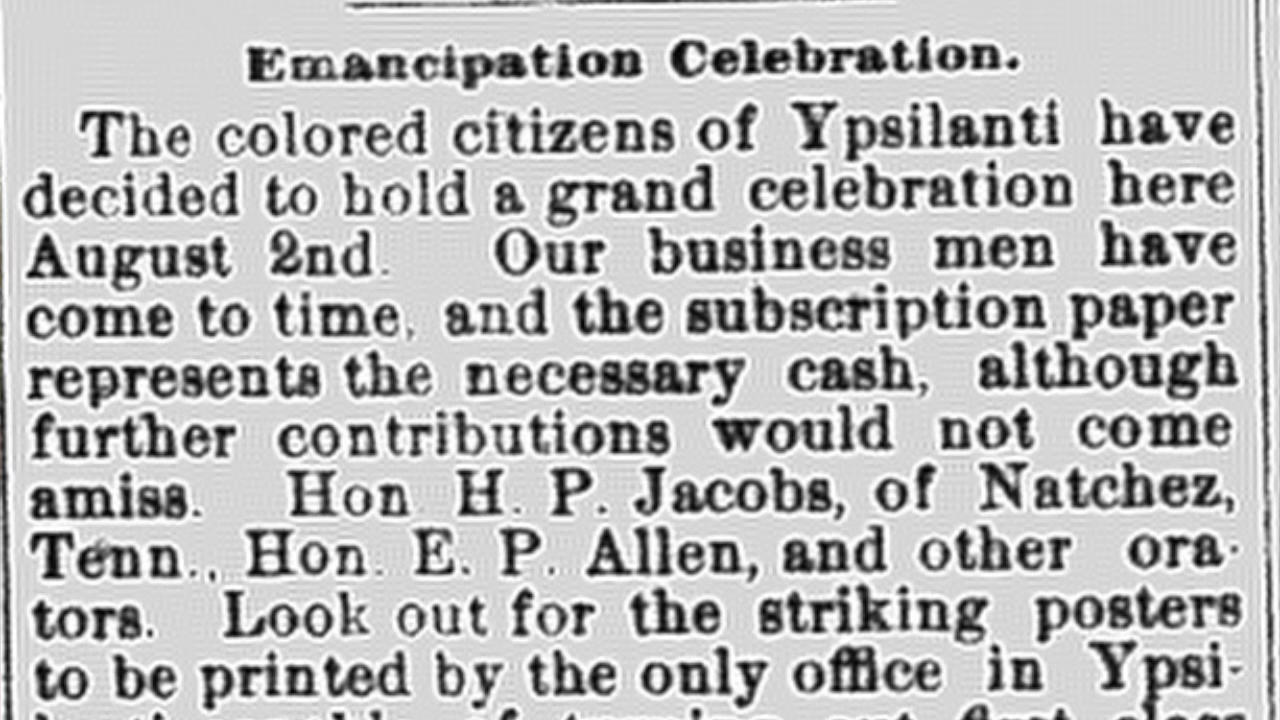 Emancipation Celebration.
The colored citizens of Ypsilanti have
decided to hold a grand celebration here
August 2nd. Our business men have
come to time, and the subscription paper
represents the necessary cash, although
further contributions would not come
amiss. Hon H. P. Jacobs, of Natchez,
Tenn., Hon. E. P. Allen, and other ora-
tors. Look out for the striking posters
to be printed by the only office in Ypsi-